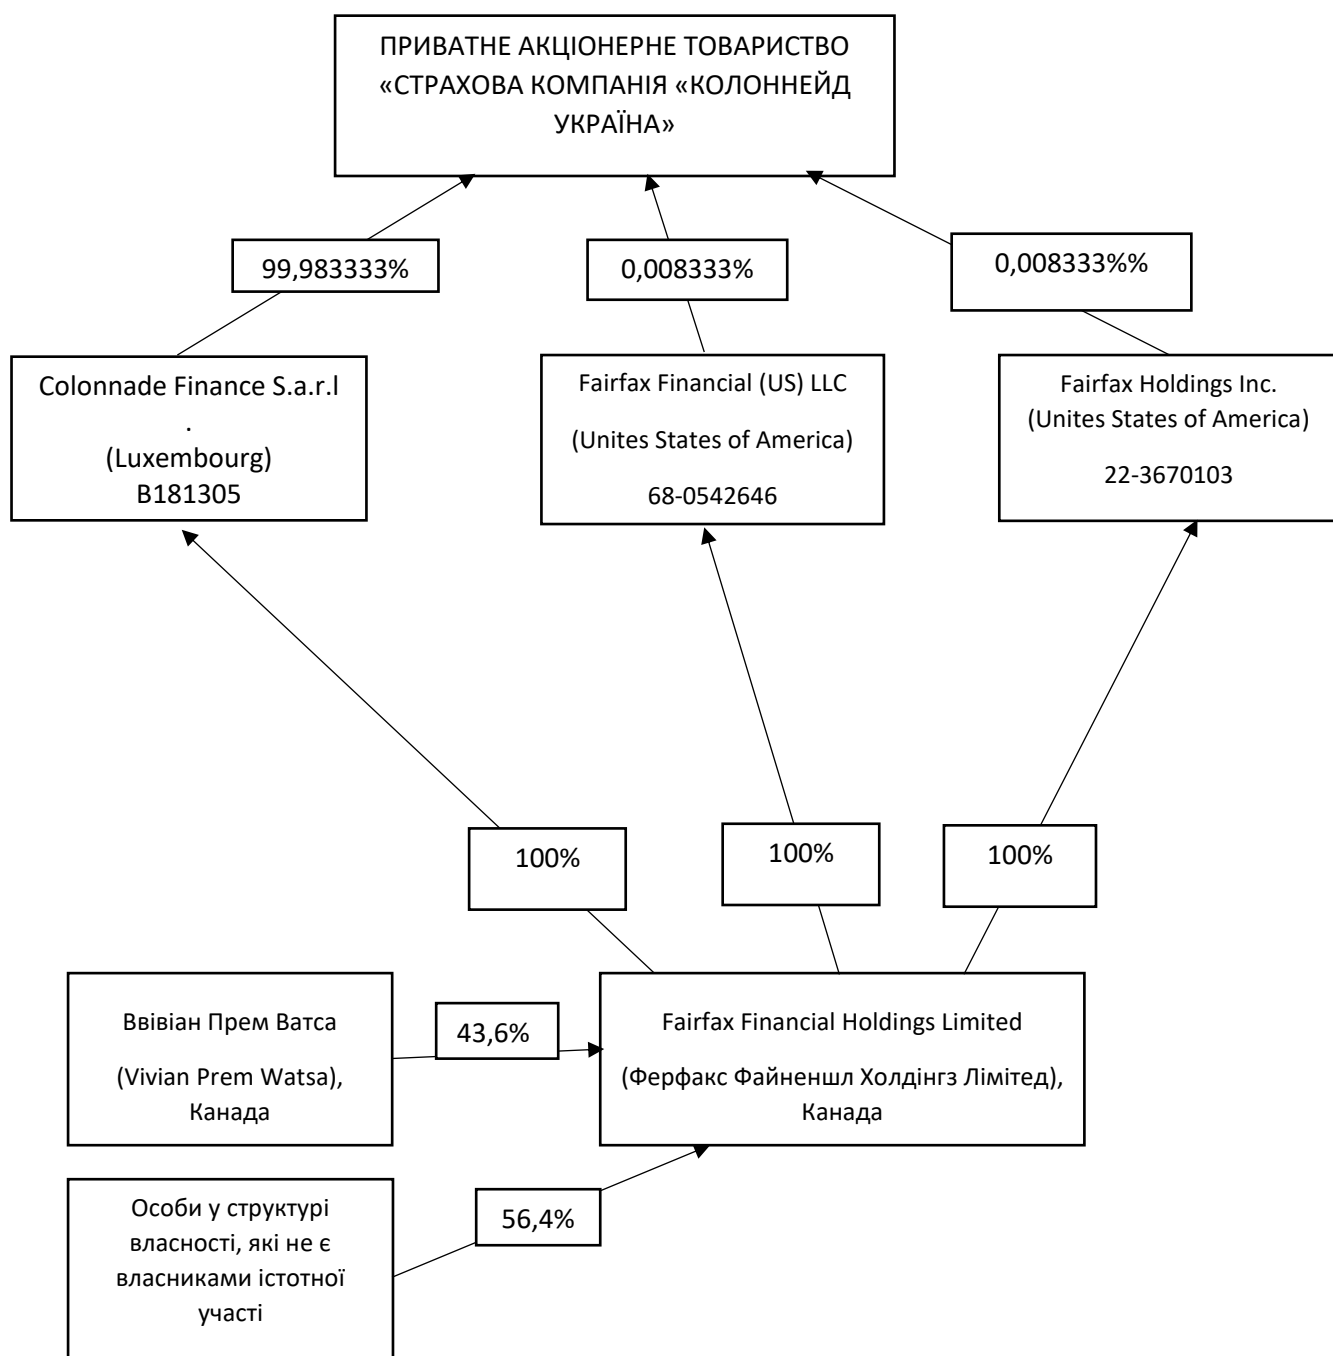 ПРИВАТНЕ АКЦІОНЕРНЕ ТОВАРИСТВО
«СТРАХОВА КОМПАНІЯ «КОЛОННЕЙД
УКРАЇНА»
99,983333%
0,008333%
0,008333%%
Colonnade Finance S.a.r.l
.
(Luxembourg)
B181305
Fairfax Financial (US) LLC
(Unites States of America)
68-0542646
Fairfax Holdings Inc.
(Unites States of America)
22-3670103
100%
100%
100%
Ввівіан Прем Ватса
(Vivian Prem Watsa),
Канада
43,6%
Fairfax Financial Holdings Limited
(Ферфакс Файненшл Холдінгз Лімітед),
Канада
Особи у структурі
власності, які не є
власниками істотної
участі
56,4%